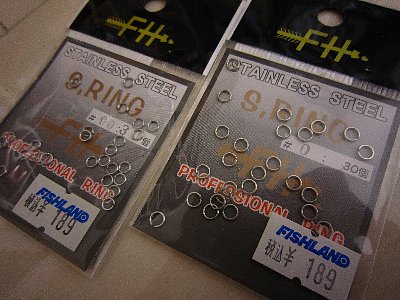 FH.
STAINLESS STEEL
S.RING
PROFESSIONAL RING
FISHLAND
税込¥
189
FH.
STAINLESS STEEL
S.RING
#0 : 30個
PROFESSIONAL RING
FISHLAND
税込¥
189